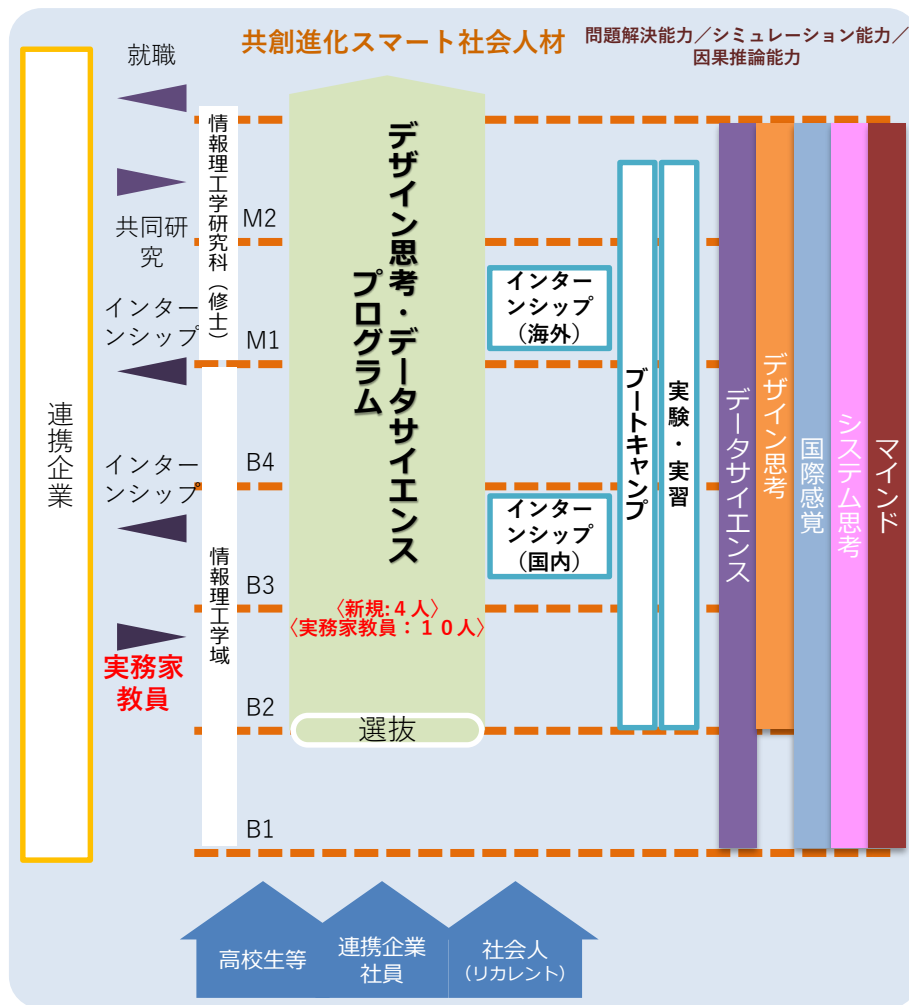 就職
共創進化スマート社会人材
問題解決能力／シミュレーション能力／
因果推論能力
連携企業
共同研
究
インター
ンシップ
インター
ンシップ
実務家
教員
情報理工学研究科（修士）
情報理工学域
M2
M1
B4
B3
B2
B1
デザイン思考・データサイエンス
プログラム
〈新規:４人〉
〈実務家教員：１０人〉
選抜
インター
ンシップ
（海外）
インター
ンシップ
（国内）
ブートキャンプ
実験・実習
データサイエンス
デザイン思考
国際感覚
システム思考
マインド
高校生等
連携企業
社員
社会人
（リカレント）